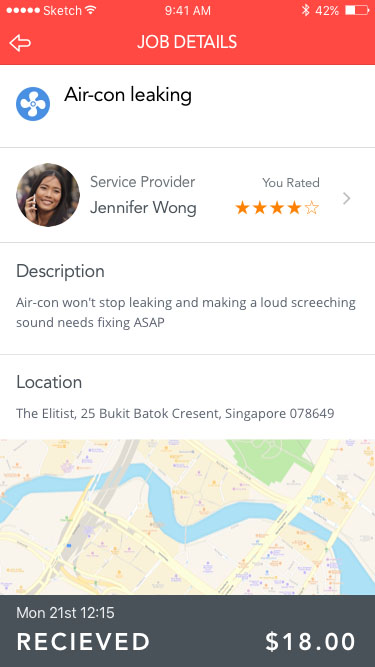 Sketch 9:41 AM 42%
JOB DETAILS
Air-con leaking
Service Provider
You Rated
Jennifer Wong
Description
Air-con won't stop leaking and making a loud screeching
sound needs fixing ASAP
Location
The Elitist, 25 Bukit Batok Cresent, Singapore 078649
Mon 21st 12:15
RECIEVED $18.00